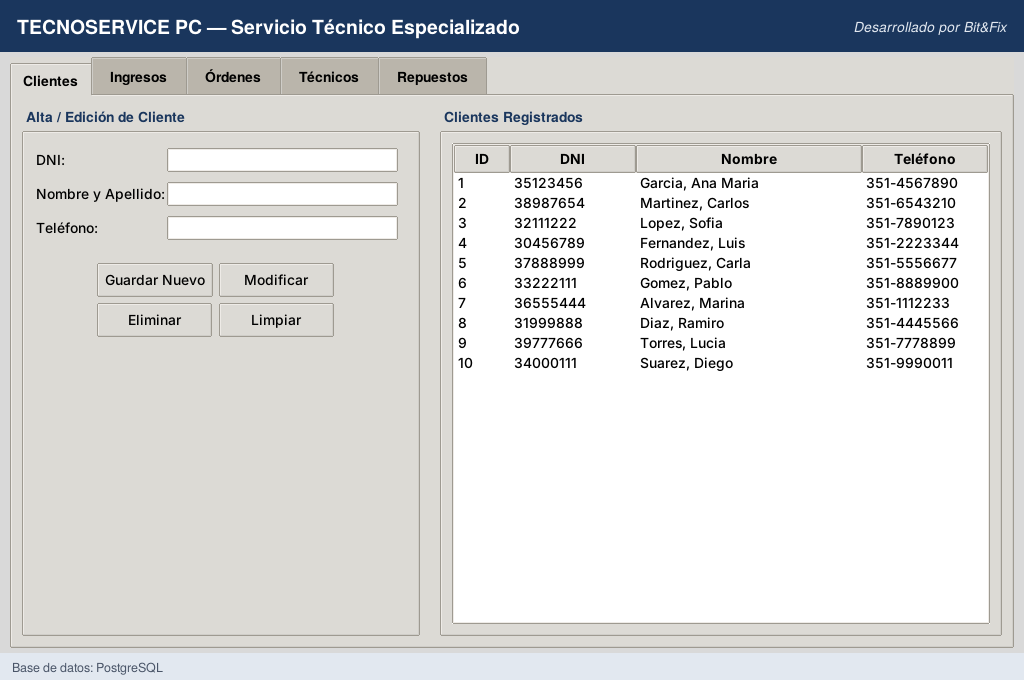 TECNOSERVICE PC — Servicio Técnico Especializado
Desarrollado por Bit&Fix
Clientes Ingresos Órdenes Técnicos Repuestos
Alta / Edición de Cliente
DNI:
Nombre y Apellido:
Teléfono:
Guardar Nuevo Modificar
Eliminar Limpiar
Clientes Registrados
ID DNI Nombre Teléfono
1 35123456 Garcia, Ana Maria 351-4567890
2 38987654 Martinez, Carlos 351-6543210
3 32111222 Lopez, Sofia 351-7890123
4 30456789 Fernandez, Luis 351-2223344
5 37888999 Rodriguez, Carla 351-5556677
6 33222111 Gomez, Pablo 351-8889900
7 36555444 Alvarez, Marina 351-1112233
8 31999888 Diaz, Ramiro 351-4445566
9 39777666 Torres, Lucia 351-7778899
10 34000111 Suarez, Diego 351-9990011
Base de datos: PostgreSQL